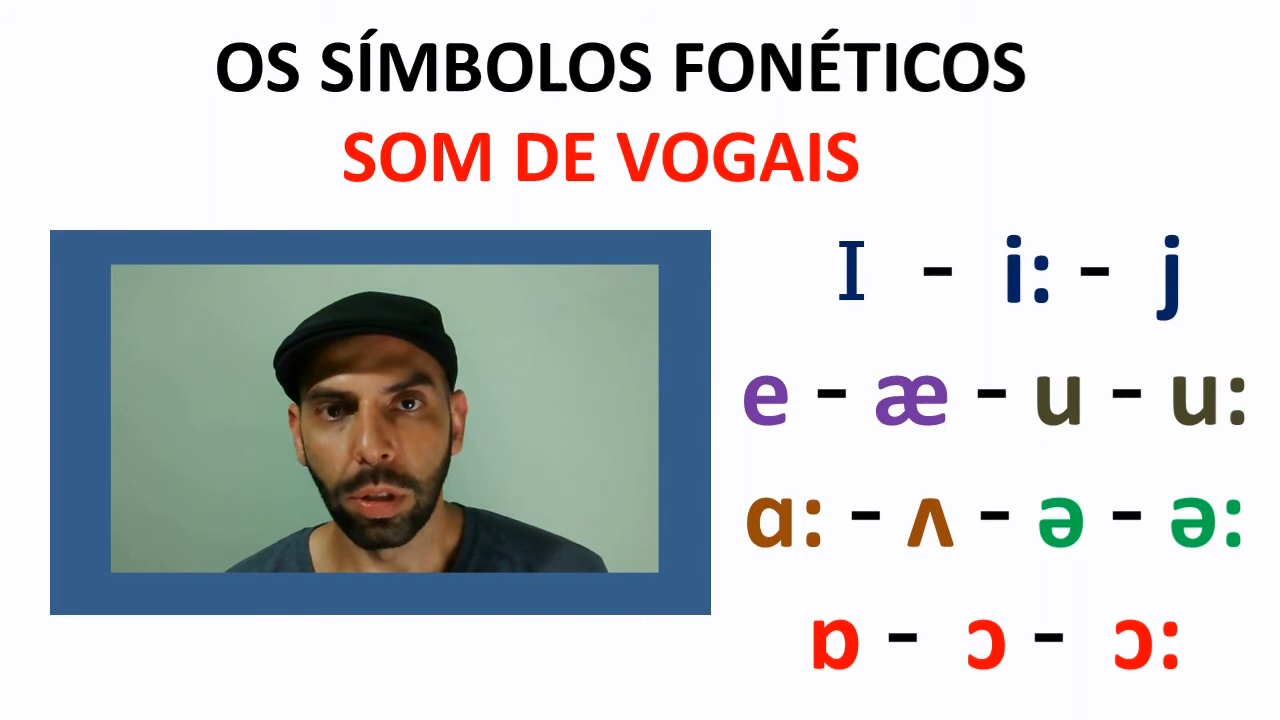 OS SÍMBOLOS FONÉTICOS
SOM DE VOGAIS
I - i: - j
e - æ - u - u:
ɑ: - ʌ - ə - ə:
ɒ - ɔ - ɔ: